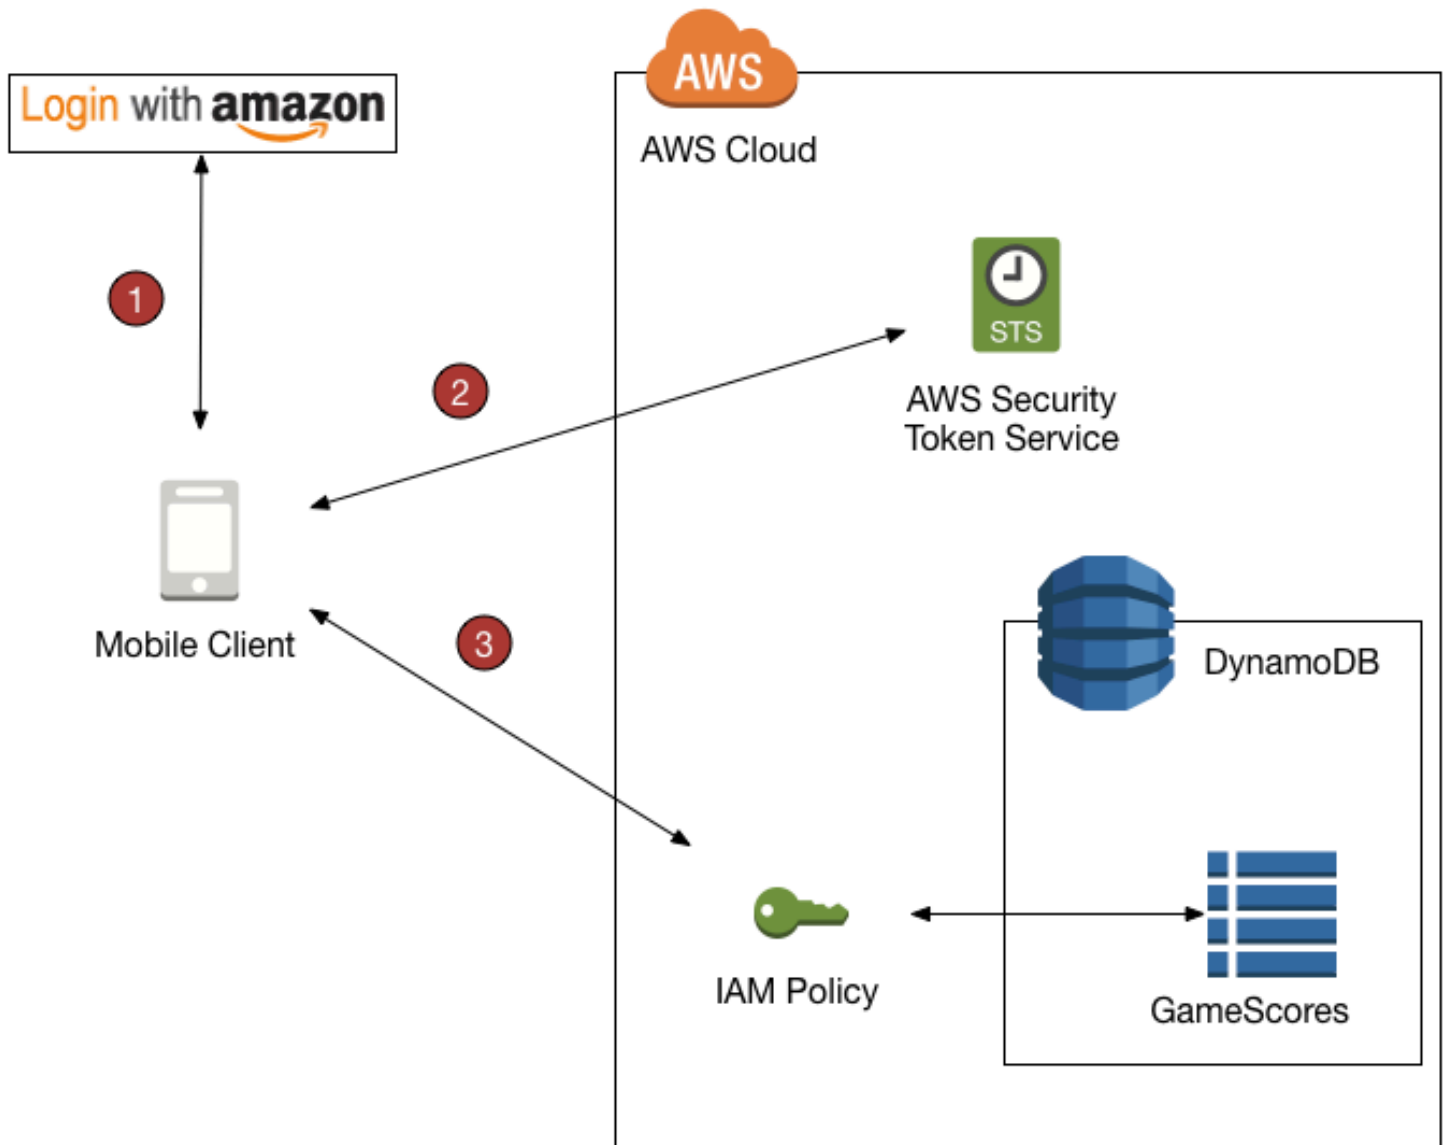 AWS
Login with amazon
AWS Cloud
1
STS
2
AWS Security
Token Service
Mobile Client
3
DynamoDB
IAM Policy
GameScores